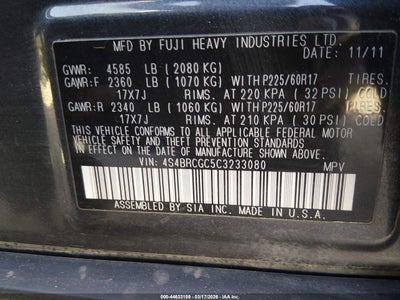 MFD BY FUJI HEAVY INDUSTRIES LTD.
DATE 11/11
GVWR: 4585 LB (2080 KG)
GAWR:F 2360 LB (1070 KG) WITH P225/60R17 TIRES.
17X7J RIMS. AT 220 KPA (32 PSI) COLD
GAWR:R 2340 LB (1060 KG) WITH P225/60R17 TIRES.
17X7J RIMS. AT 210 KPA (30 PSI) COLD
THIS VEHICLE CONFORMS TO ALL APPLICABLE FEDERAL MOTOR
VEHICLE SAFETY, BUMPER, AND THEFT PREVENTION STANDARDS
IN EFFECT ON THE DATE OF MANUFACTURE SHOWN ABOVE.
VIN: 4S4BRCGC5C3233080 MPV
ASSEMBLED BY SIA INC. IN U.S.A.
000-44633109 - 03/17/2026 - IAA Inc.